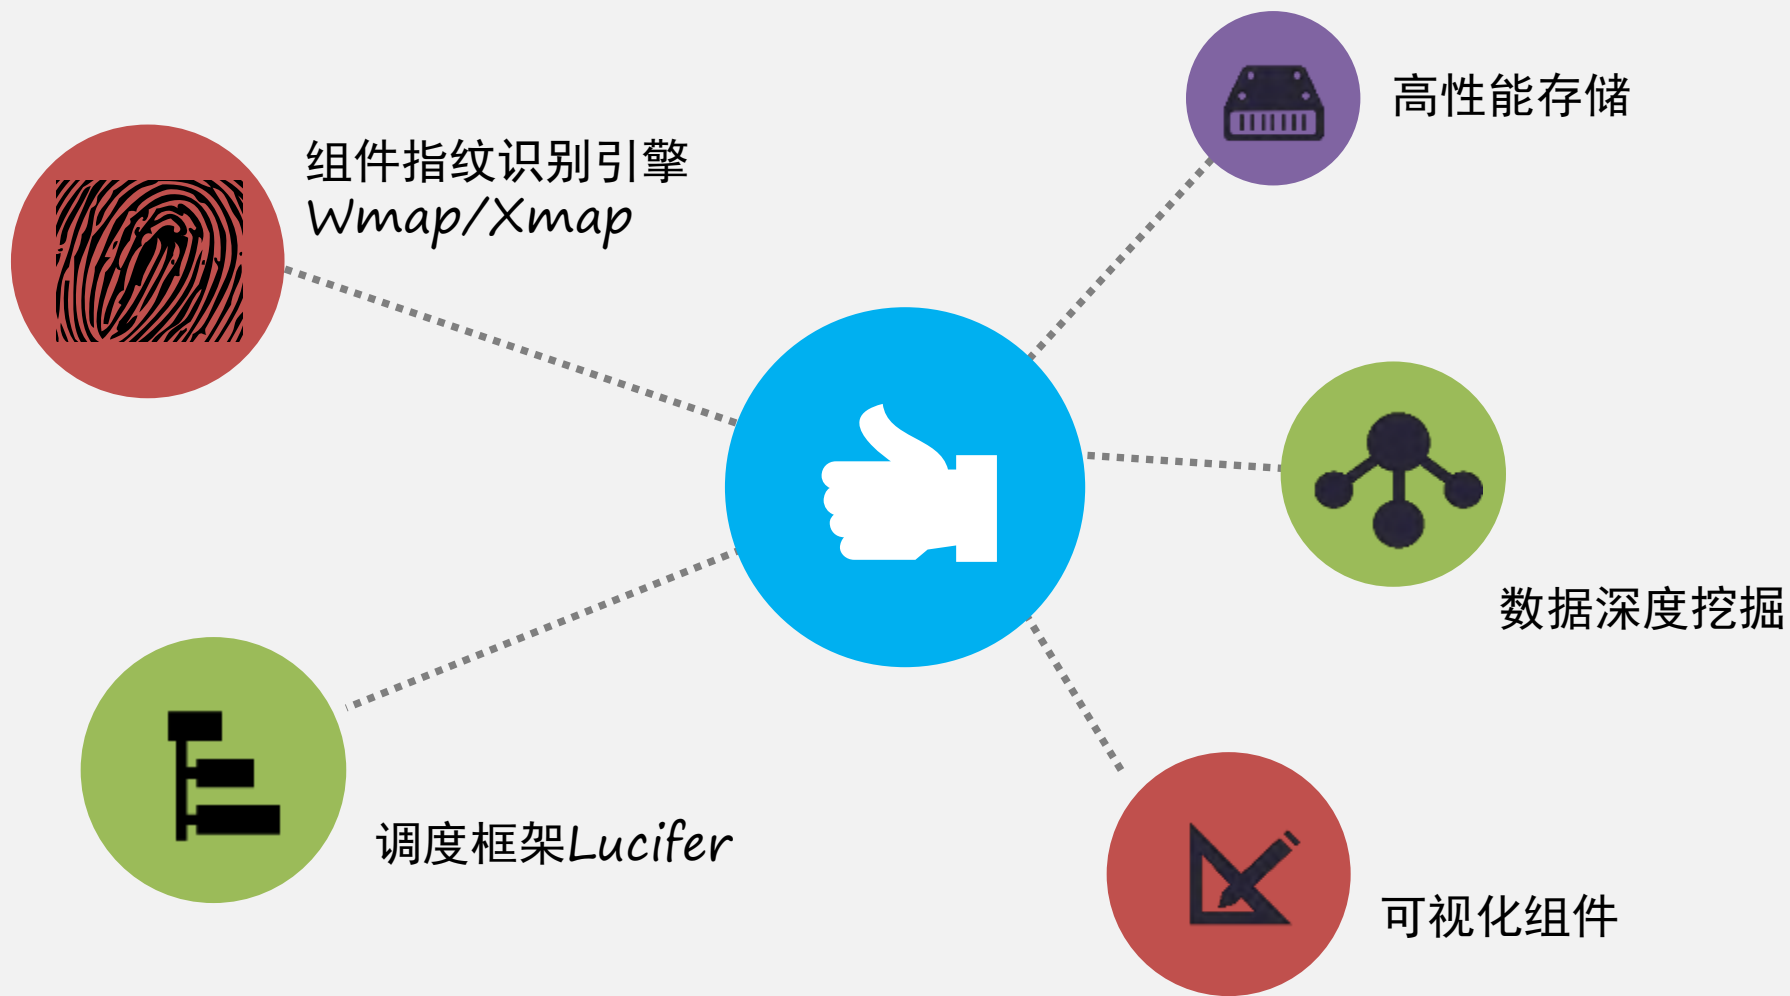 组件指纹识别引擎
Wmap/Xmap
高性能存储
数据深度挖掘
调度框架Lucifer
可视化组件